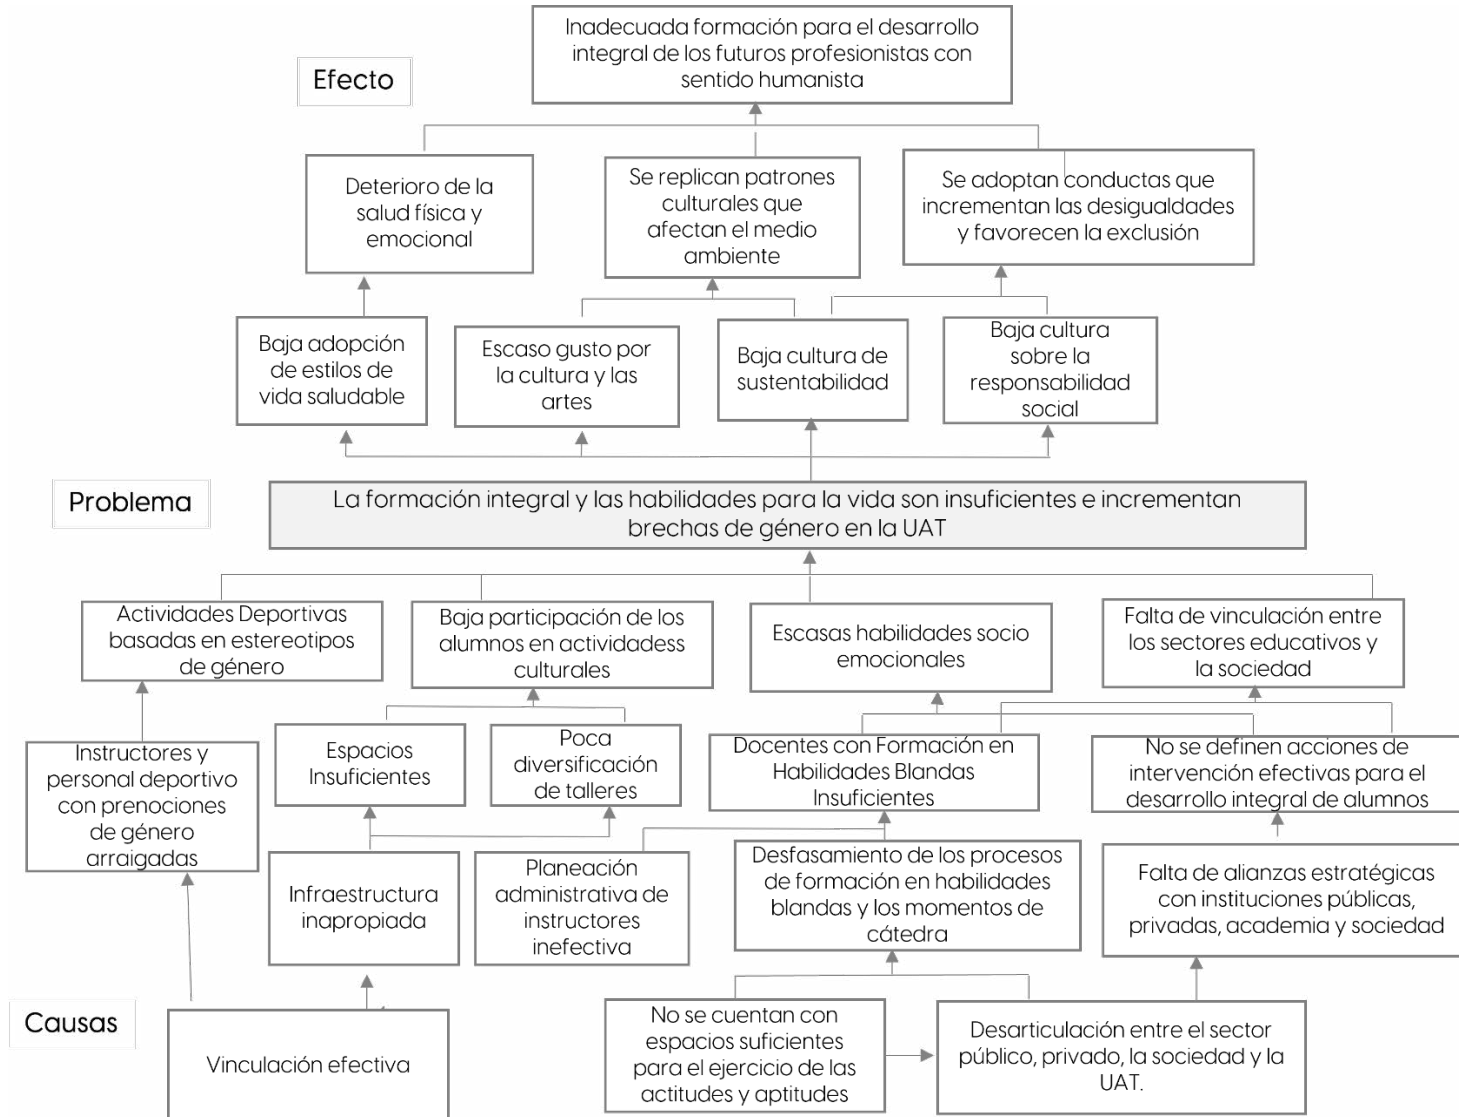 Inadecuada formación para el desarrollo
integral de los futuros profesionistas con
sentido humanista
Efecto
Deterioro de la
salud física y
emocional
Se replican patrones
culturales que
afectan el medio
ambiente
Se adoptan conductas que
incrementan las desigualdades
y favorecen la exclusión
Baja adopción
de estilos de
vida saludable
Escaso gusto por
la cultura y las
artes
Baja cultura de
sustentabilidad
Baja cultura
sobre la
responsabilidad
social
Problema
La formación integral y las habilidades para la vida son insuficientes e incrementan
brechas de género en la UAT
Actividades Deportivas
basadas en estereotipos
de género
Baja participación de los
alumnos en actividadess
culturales
Escasas habilidades socio
emocionales
Falta de vinculación entre
los sectores educativos y
la sociedad
Instructores y
personal deportivo
con prenociones
de género
arraigadas
Espacios
Insuficientes
Poca
diversificación
de talleres
Docentes con Formación en
Habilidades Blandas
Insuficientes
No se definen acciones de
intervención efectivas para el
desarrollo integral de alumnos
Infraestructura
inapropiada
Planeación
administrativa de
instructores
inefectiva
Desfasamiento de los procesos
de formación en habilidades
blandas y los momentos de
cátedra
Falta de alianzas estratégicas
con instituciones públicas,
privadas, academia y sociedad
Causas
Vinculación efectiva
No se cuentan con
espacios suficientes
para el ejercicio de las
actitudes y aptitudes
Desarticulación entre el sector
público, privado, la sociedad y la
UAT.